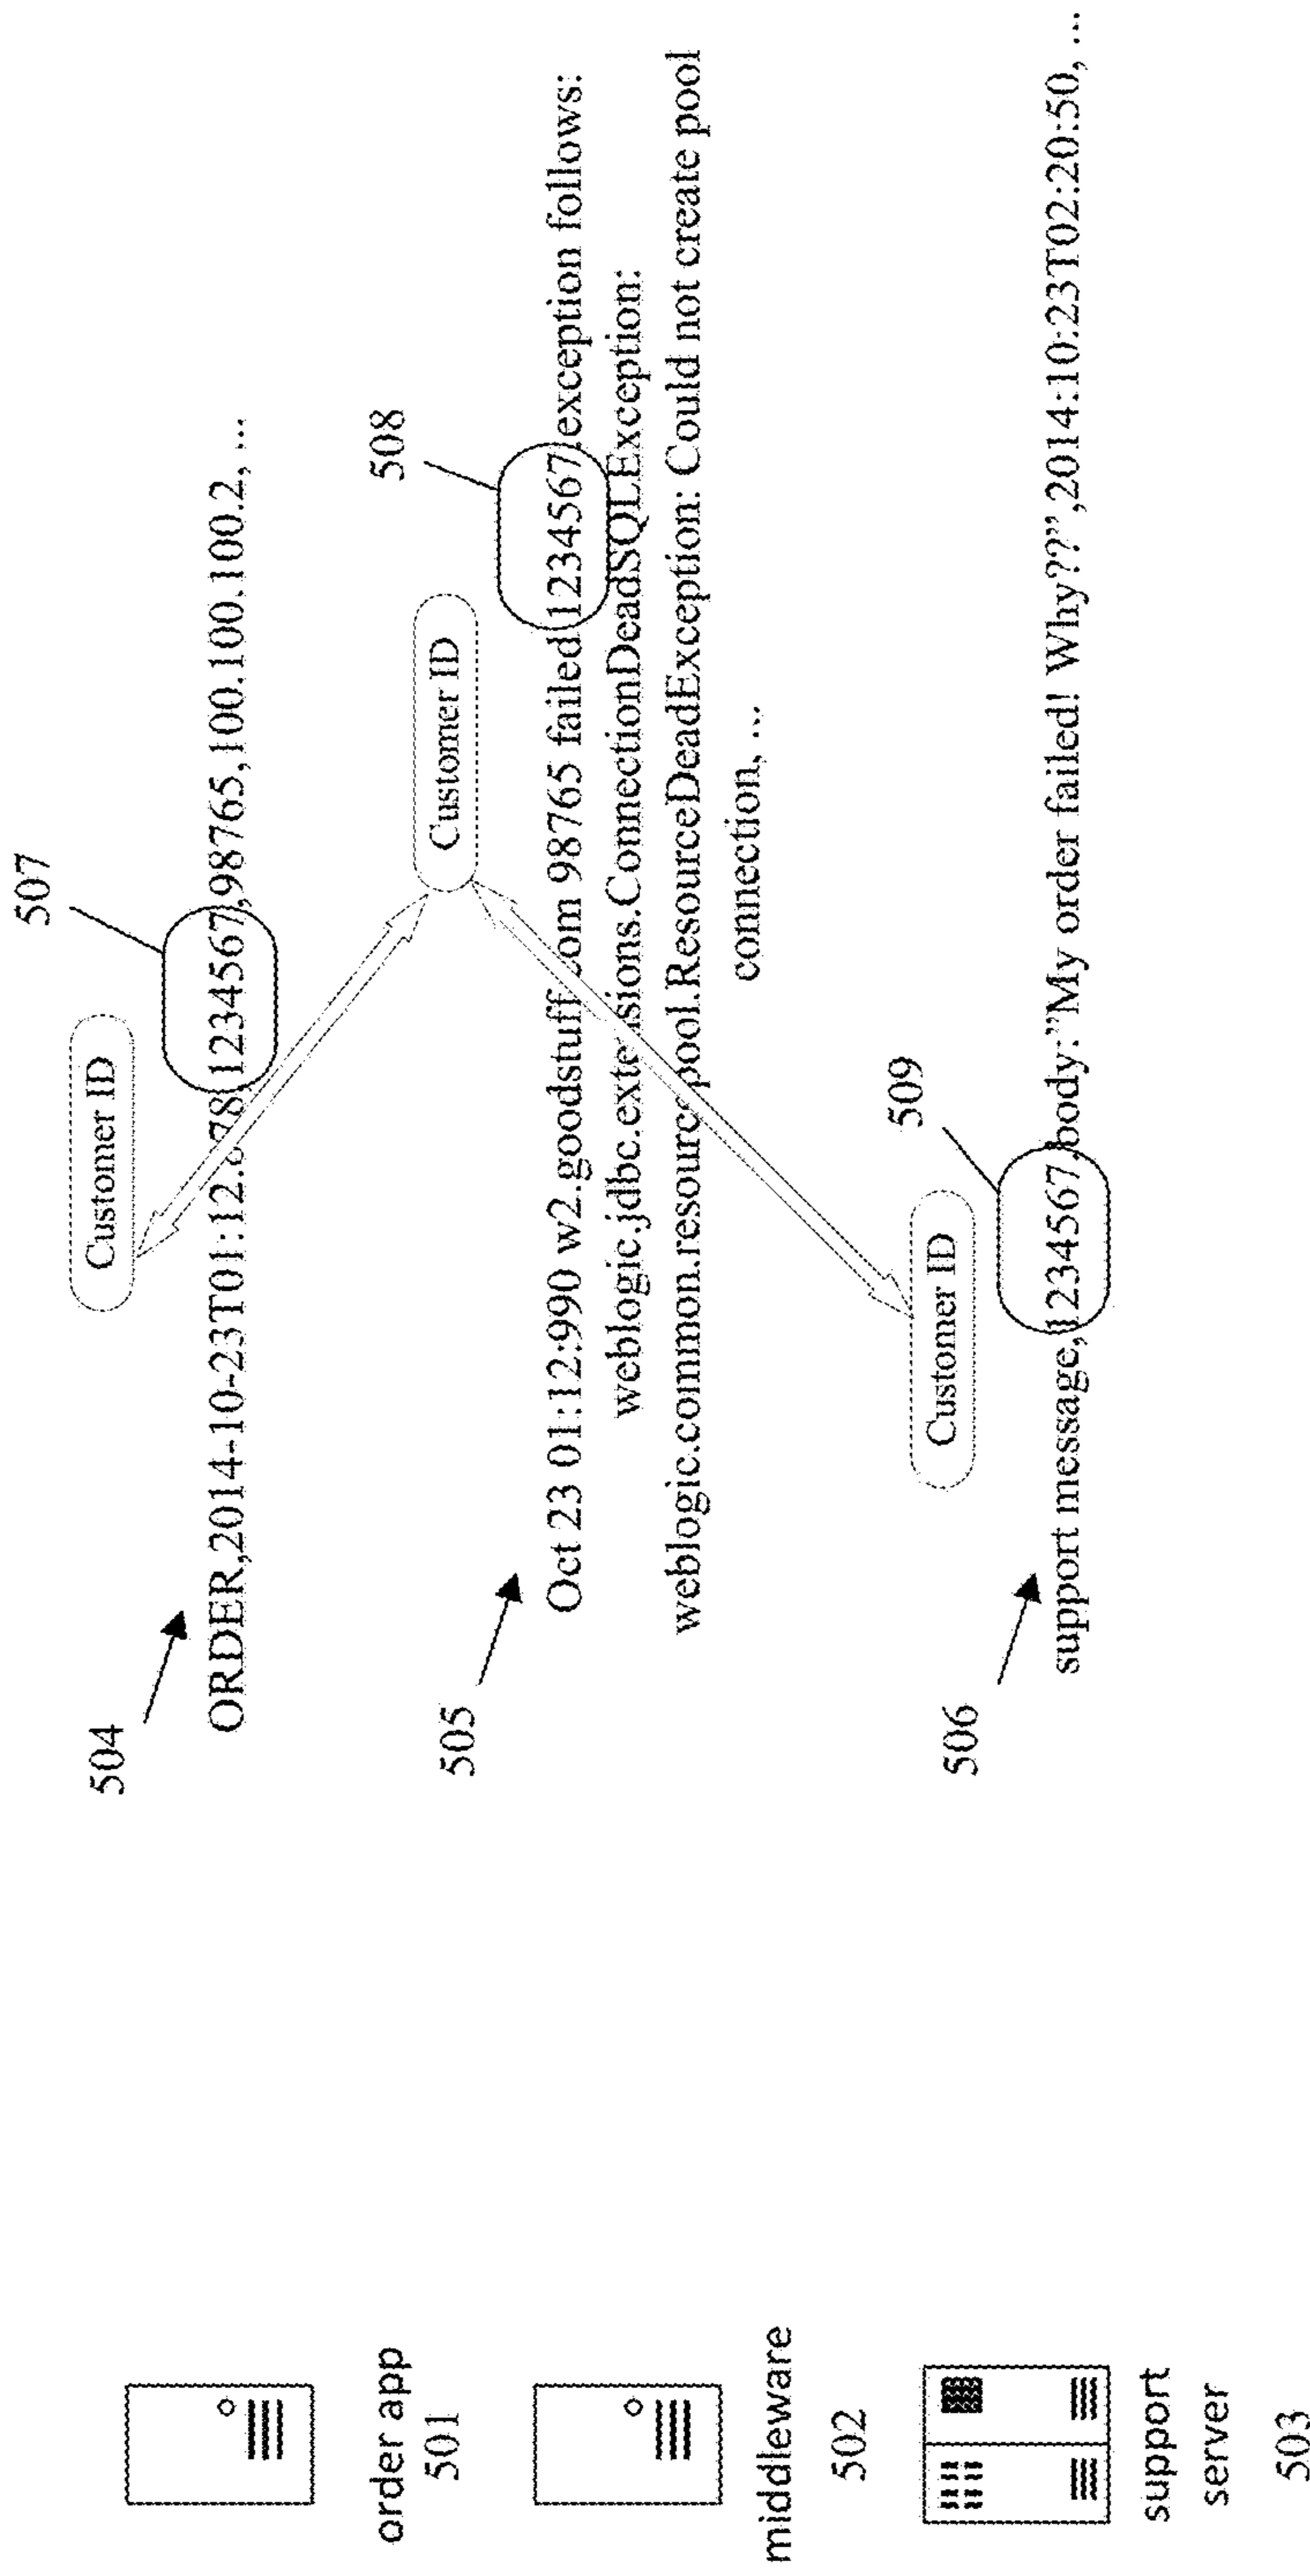 507
Customer ID
504
ORDER,2014-10-23T01:12.878 1234567,98765,100.100.100.2, ...
order app
501
508
Customer ID
505
Oct 23 01:12:990 w2.goodstuff.com 98765 failed 1234567 exception follows:
weblogic.jdbc.extensions.ConnectionDeadSQLException:
weblogic.common.resourcepool.ResourceDeadException: Could not create pool
connection, ...
middleware
502
509
Customer ID
506
support message,1234567,body:"My order failed! Why??",2014:10:23T02:20:50, ...
support
server
503